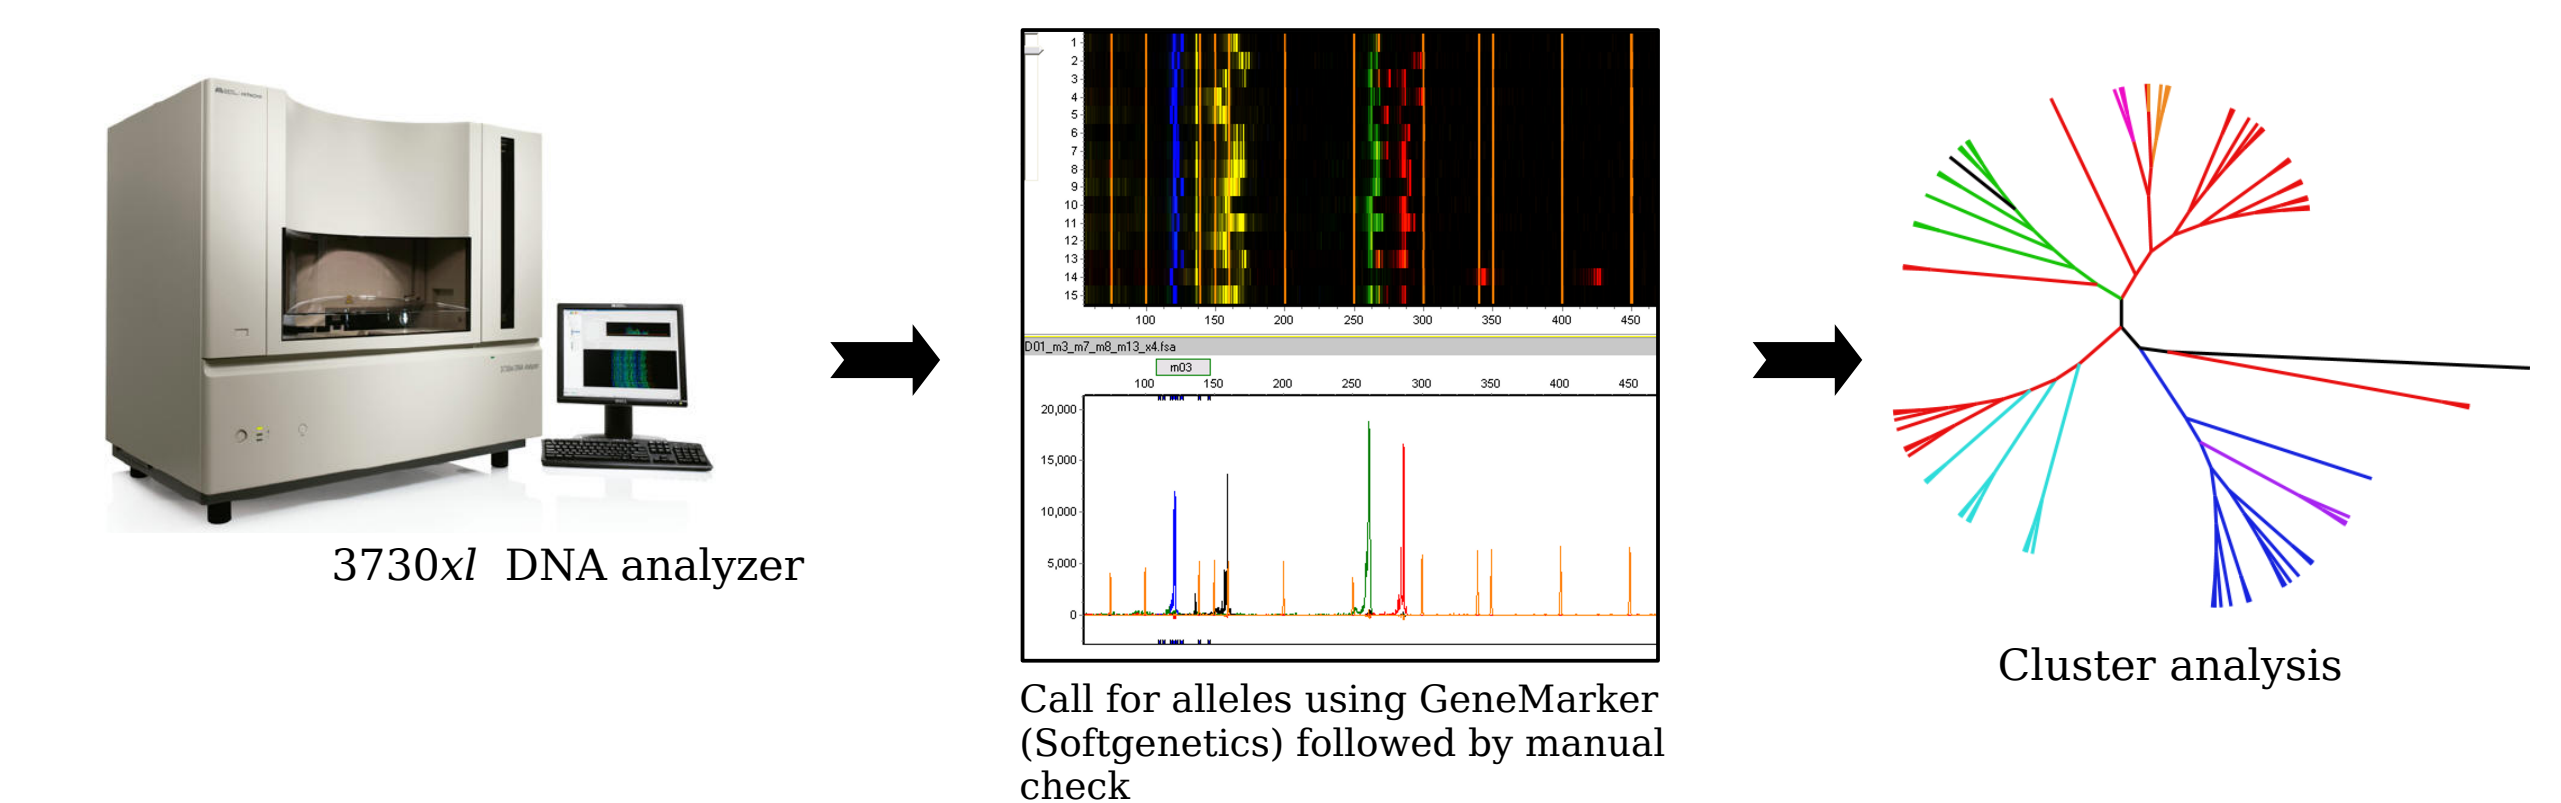 3730xl DNA analyzer
1
2
3
4
5
6
7
8
9
10
11
12
13
14
15
100 150 200 250 300 350 400 450
D01_m3_m7_m8_m13_x4.fsa
m03
100 150 200 250 300 350 400 450
20,000
15,000
10,000
5,000
0
Call for alleles using GeneMarker
(Softgenetics) followed by manual
check
Cluster analysis